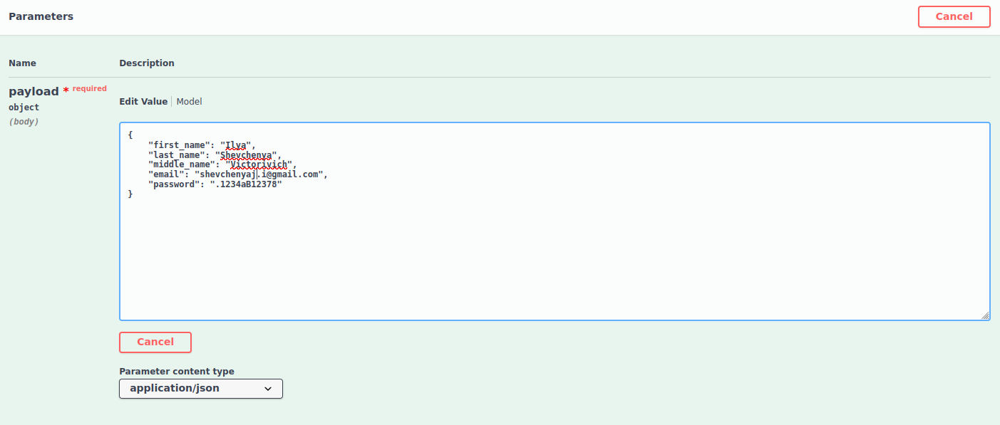 Parameters
Cancel
Name
Description
payload * required
object
(body)
Edit Value | Model
{
    "first_name": "Ilya",
    "last_name": "Shevchenya",
    "middle_name": "Victorivich",
    "email": "shevchenyaj.i@gmail.com",
    "password": ".1234aB12378"
}
Cancel
Parameter content type
application/json